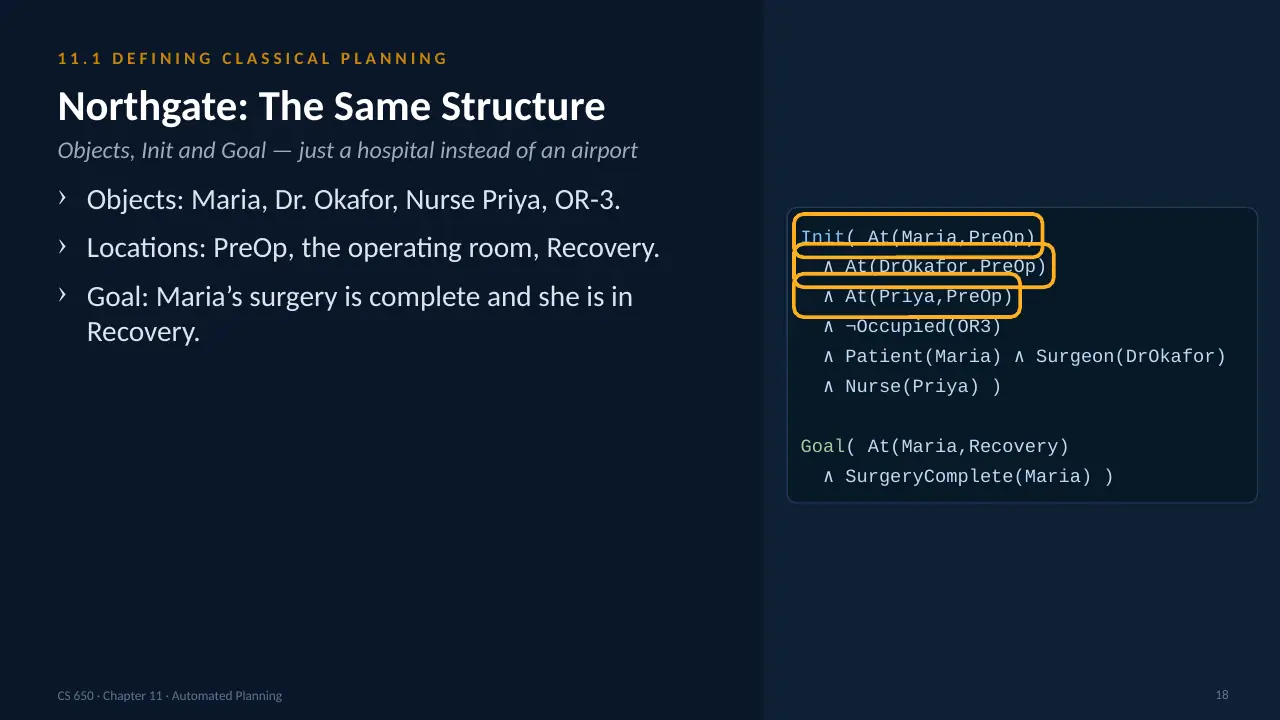 11.1 DEFINING CLASSICAL PLANNING
Northgate: The Same Structure
Objects, Init and Goal — just a hospital instead of an airport
› Objects: Maria, Dr. Okafor, Nurse Priya, OR-3.
› Locations: PreOp, the operating room, Recovery.
› Goal: Maria’s surgery is complete and she is in
Recovery.
Init( At(Maria,PreOp)
∧ At(DrOkafor,PreOp)
∧ At(Priya,PreOp)
∧ ¬Occupied(OR3)
∧ Patient(Maria) ∧ Surgeon(DrOkafor)
∧ Nurse(Priya) )
Goal( At(Maria,Recovery)
∧ SurgeryComplete(Maria) )
CS 650 · Chapter 11 · Automated Planning
18